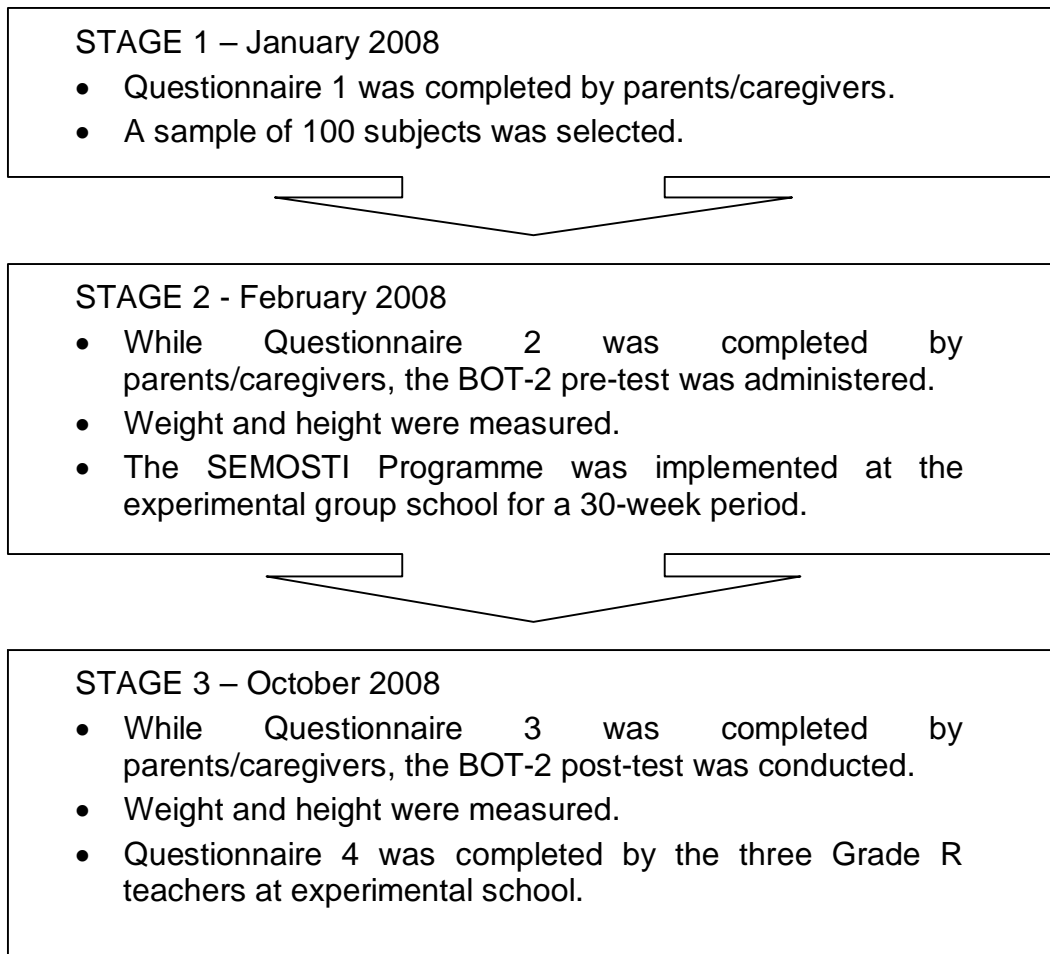 STAGE 1 – January 2008
• Questionnaire 1 was completed by parents/caregivers.
• A sample of 100 subjects was selected.
STAGE 2 - February 2008
• While Questionnaire 2 was completed by
parents/caregivers, the BOT-2 pre-test was administered.
• Weight and height were measured.
• The SEMOSTI Programme was implemented at the
experimental group school for a 30-week period.
STAGE 3 – October 2008
• While Questionnaire 3 was completed by
parents/caregivers, the BOT-2 post-test was conducted.
• Weight and height were measured.
• Questionnaire 4 was completed by the three Grade R
teachers at experimental school.